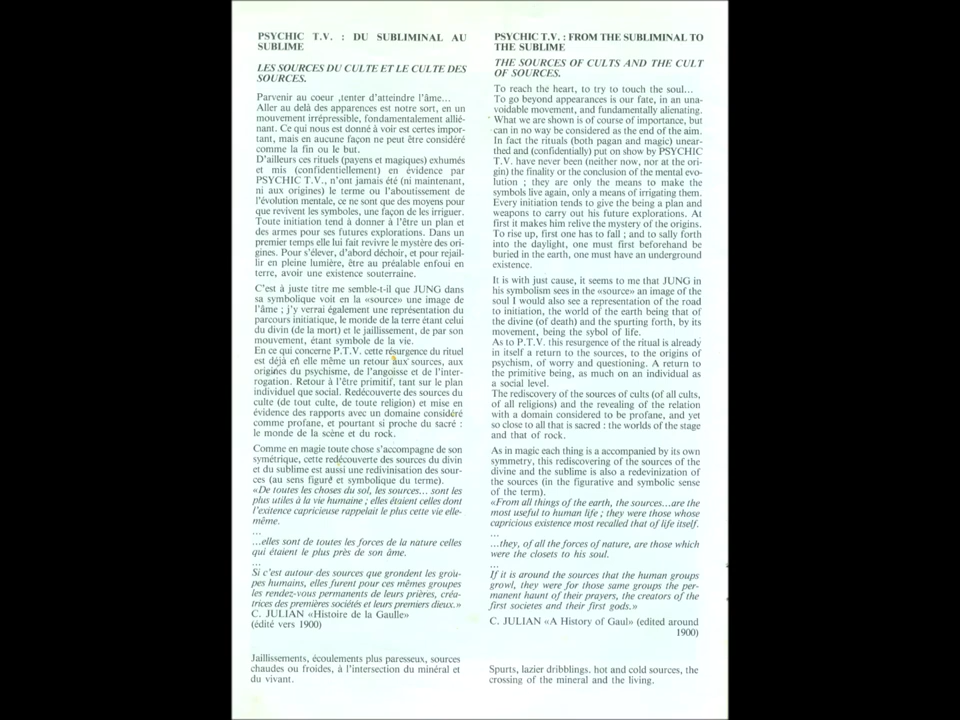 PSYCHIC T.V. : DU SUBLIMINAL AU
SUBLIME
LES SOURCES DU CULTE ET LE CULTE DES
SOURCES.
Parvenir au coeur ,tenter d'atteindre l'âme...
Aller au delà des apparences est notre sort, en un
mouvement irrépressible, fondamentalement allié-
nant. Ce qui nous est donné à voir est certes impor-
tant, mais en aucune façon ne peut être considéré
comme la fin ou le but.
D'ailleurs ces rituels (payens et magiques) exhumés
et mis (confidentiellement) en évidence par
PSYCHIC T.V., n'ont jamais été (ni maintenant,
ni aux origines) le terme ou l'aboutissement de
l'évolution mentale, ce ne sont que des moyens pour
que revivent les symboles, une façon de les irriguer.
Toute initiation tend à donner à l'être un plan et
des armes pour ses futures explorations. Dans un
premier temps elle lui fait revivre le mystère des ori-
gines. Pour s'élever, d'abord déchoir, et pour rejail-
lir en pleine lumière, être au préalable enfoui en
terre, avoir une existence souterraine.
C'est à juste titre me semble-t-il que JUNG dans
sa symbolique voit en la «source» une image de
l'âme ; j'y verrai également une représentation du
parcours initiatique, le monde de la terre étant celui
du divin (de la mort) et le jaillissement, de par son
mouvement, étant symbole de la vie.
En ce qui concerne P.T.V. cette résurgence du rituel
est déjà en elle même un retour aux sources, aux
origines du psychisme, de l'angoisse et de l'inter-
rogation. Retour à l'être primitif, tant sur le plan
individuel que social. Redécouverte des sources du
culte (de tout culte, de toute religion) et mise en
évidence des rapports avec un domaine considéré
comme profane, et pourtant si proche du sacré :
le monde de la scène et du rock.
Comme en magie toute chose s'accompagne de son
symétrique, cette redécouverte des sources du divin
et du sublime est aussi une redivinisation des sour-
ces (au sens figuré et symbolique du terme).
«De toutes les choses du sol, les sources... sont les
plus utiles à la vie humaine ; elles étaient celles dont
l'exitence capricieuse rappelait le plus cette vie elle-
même.
...
...elles sont de toutes les forces de la nature celles
qui étaient le plus près de son âme.
...
Si c'est autour des sources que grondent les grou-
pes humains, elles furent pour ces mêmes groupes
les rendez-vous permanents de leurs prières, créa-
trices des premières sociétés et leurs premiers dieux.»
C. JULIAN «Histoire de la Gaulle»
(édité vers 1900)
Jaillissements, écoulements plus paresseux, sources
chaudes ou froides, à l'intersection du minéral et
du vivant.
PSYCHIC T.V. : FROM THE SUBLIMINAL TO
THE SUBLIME
THE SOURCES OF CULTS AND THE CULT
OF SOURCES.
To reach the heart, to try to touch the soul...
To go beyond appearances is our fate, in an una-
voidable movement, and fundamentally alienating.
What we are shown is of course of importance, but
can in no way be considered as the end of the aim.
In fact the rituals (both pagan and magic) unear-
thed and (confidentially) put on show by PSYCHIC
T.V. have never been (neither now, nor at the ori-
gin) the finality or the conclusion of the mental evo-
lution ; they are only the means to make the
symbols live again, only a means of irrigating them.
Every initiation tends to give the being a plan and
weapons to carry out his future explorations. At
first it makes him relive the mystery of the origins.
To rise up, first one has to fall ; and to sally forth
into the daylight, one must first beforehand be
buried in the earth, one must have an underground
existence.
It is with just cause, it seems to me that JUNG in
his symbolism sees in the «source» an image of the
soul I would also see a representation of the road
to initiation, the world of the earth being that of
the divine (of death) and the spurting forth, by its
movement, being the sybol of life.
As to P.T.V. this resurgence of the ritual is already
in itself a return to the sources, to the origins of
psychism, of worry and questioning. A return to
the primitive being, as much on an individual as
a social level.
The rediscovery of the sources of cults (of all cults,
of all religions) and the revealing of the relation
with a domain considered to be profane, and yet
so close to all that is sacred : the worlds of the stage
and that of rock.
As in magic each thing is a accompanied by its own
symmetry, this rediscovering of the sources of the
divine and the sublime is also a redevinization of
the sources (in the figurative and symbolic sense
of the term).
«From all things of the earth, the sources...are the
most useful to human life ; they were those whose
capricious existence most recalled that of life itself.
...
...they, of all the forces of nature, are those which
were the closets to his soul.
...
If it is around the sources that the human groups
growl, they were for those same groups the per-
manent haunt of their prayers, the creators of the
first societes and their first gods.»
C. JULIAN «A History of Gaul» (edited around
1900)
Spurts, lazier dribblings. hot and cold sources, the
crossing of the mineral and the living.